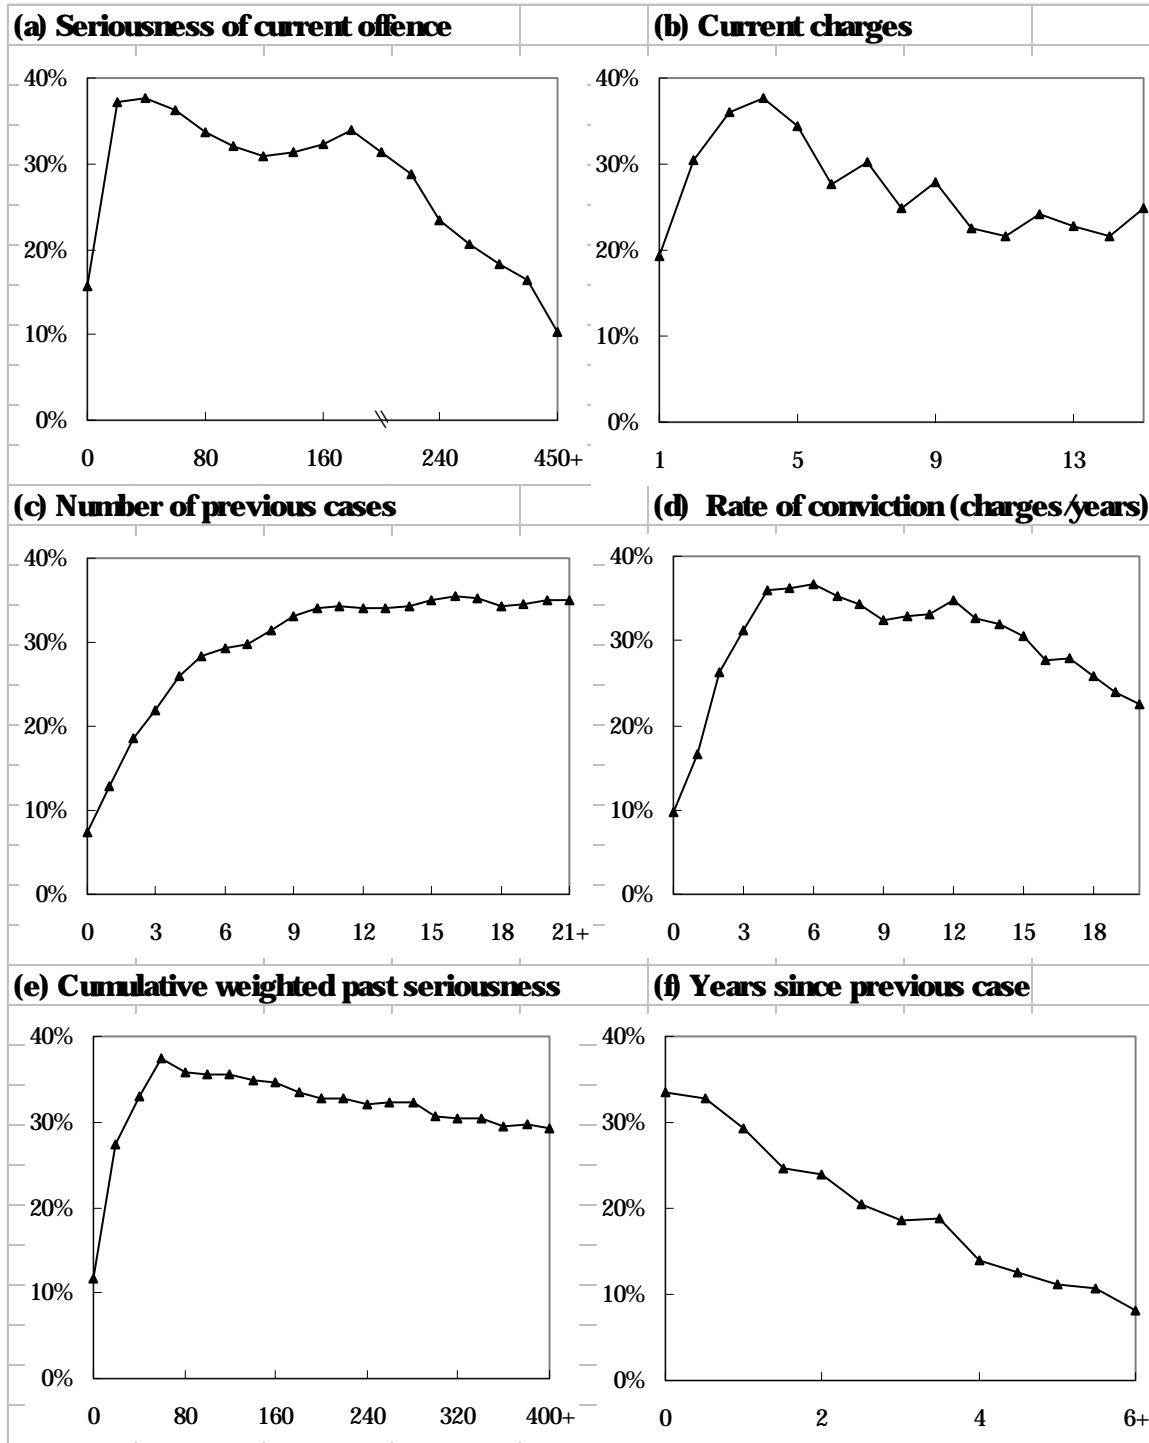 (a) Seriousness of current offence
40%
30%
20%
10%
0%
0 80 160 240 450+
(b) Current charges
40%
30%
20%
10%
0%
1 5 9 13
(c) Number of previous cases
40%
30%
20%
10%
0%
0 3 6 9 12 15 18 21+
(d) Rate of conviction (charges/years)
40%
30%
20%
10%
0%
0 3 6 9 12 15 18
(e) Cumulative weighted past seriousness
40%
30%
20%
10%
0%
0 80 160 240 320 400+
(f) Years since previous case
40%
30%
20%
10%
0%
0 2 4 6+